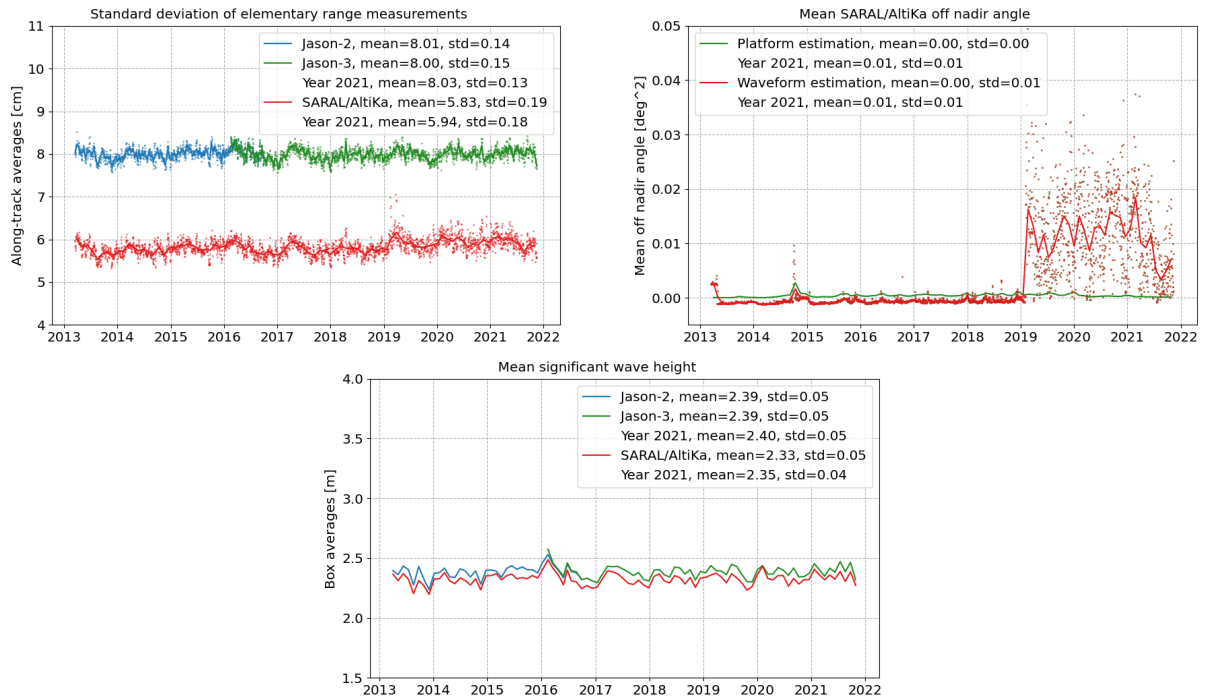 Standard deviation of elementary range measurements
Along-track averages [cm]
11
10
9
8
7
6
5
4
Jason-2, mean=8.01, std=0.14
Jason-3, mean=8.00, std=0.15
Year 2021, mean=8.03, std=0.13
SARAL/AltiKa, mean=5.83, std=0.19
Year 2021, mean=5.94, std=0.18
2013 2014 2015 2016 2017 2018 2019 2020 2021 2022
Mean SARAL/AltiKa off nadir angle
Mean off nadir angle [deg^2]
0.05
0.04
0.03
0.02
0.01
0.00
Platform estimation, mean=0.00, std=0.00
Year 2021, mean=0.01, std=0.01
Waveform estimation, mean=0.00, std=0.01
Year 2021, mean=0.01, std=0.01
2013 2014 2015 2016 2017 2018 2019 2020 2021 2022
Mean significant wave height
Box averages [m]
4.0
3.5
3.0
2.5
2.0
1.5
Jason-2, mean=2.39, std=0.05
Jason-3, mean=2.39, std=0.05
Year 2021, mean=2.40, std=0.05
SARAL/AltiKa, mean=2.33, std=0.05
Year 2021, mean=2.35, std=0.04
2013 2014 2015 2016 2017 2018 2019 2020 2021 2022